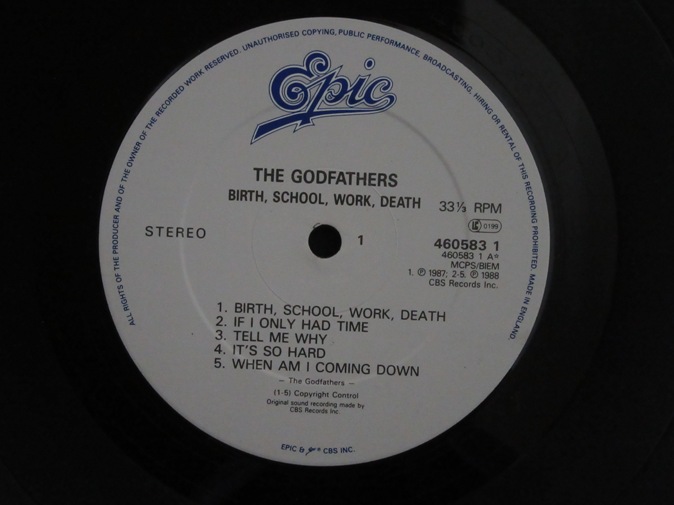 ALL RIGHTS OF THE PRODUCER AND OF THE OWNER OF THE RECORDED WORK RESERVED. UNAUTHORISED COPYING, PUBLIC PERFORMANCE, BROADCASTING, HIRING OR RENTAL OF THIS RECORDING PROHIBITED. MADE IN ENGLAND.
Epic
THE GODFATHERS
BIRTH, SCHOOL, WORK, DEATH
33⅓ RPM
STEREO
1
LC 0199
460583 1
460583 1 A*
MCPS/BIEM
1. ℗ 1987; 2-5. ℗ 1988
CBS Records Inc.
1. BIRTH, SCHOOL, WORK, DEATH
2. IF I ONLY HAD TIME
3. TELL ME WHY
4. IT'S SO HARD
5. WHEN AM I COMING DOWN
— The Godfathers —
(1-5) Copyright Control
Original sound recording made by
CBS Records Inc.
EPIC & CBS INC.